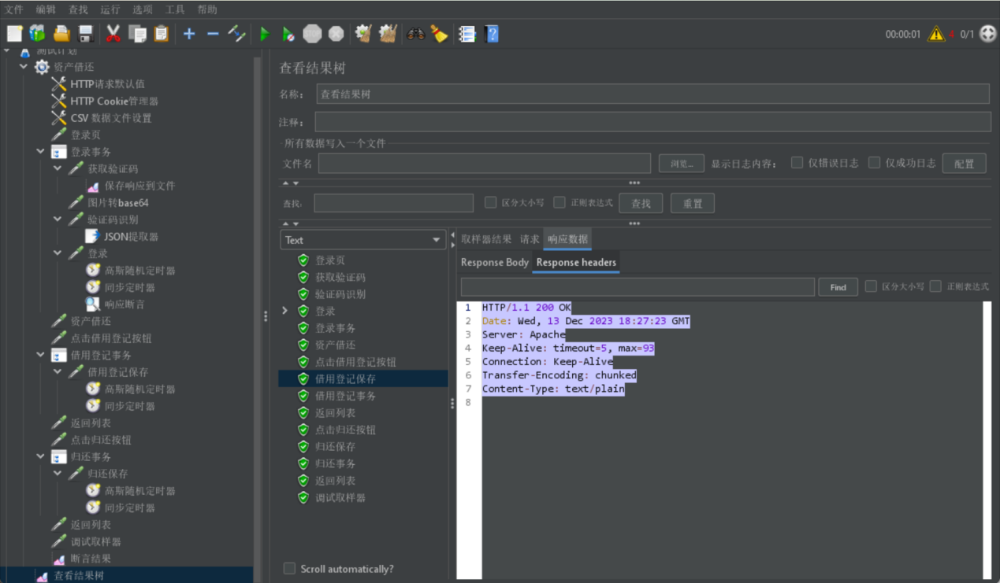 文件 编辑 查找 运行 选项 工具 帮助
00:00:01 4 0/1
测试计划
资产借还
HTTP请求默认值
HTTP Cookie管理器
CSV 数据文件设置
登录页
登录事务
获取验证码
保存响应到文件
图片转base64
验证码识别
JSON提取器
登录
高斯随机定时器
同步定时器
响应断言
资产借还
点击借用登记按钮
借用登记事务
借用登记保存
高斯随机定时器
同步定时器
返回列表
点击归还按钮
归还事务
归还保存
高斯随机定时器
同步定时器
返回列表
调试取样器
断言结果
查看结果树
查看结果树
名称： 查看结果树
注释：
所有数据写入一个文件
文件名 浏览... 显示日志内容： 仅错误日志 仅成功日志 配置
查找: 区分大小写 正则表达式 查找 重置
Text
登录页
获取验证码
验证码识别
登录
登录事务
资产借还
点击借用登记按钮
借用登记保存
借用登记事务
返回列表
点击归还按钮
归还保存
归还事务
返回列表
调试取样器
Scroll automatically?
取样器结果 请求 响应数据
Response Body Response headers
Find 区分大小写 正则表达式
1 HTTP/1.1 200 OK
2 Date: Wed, 13 Dec 2023 18:27:23 GMT
3 Server: Apache
4 Keep-Alive: timeout=5, max=93
5 Connection: Keep-Alive
6 Transfer-Encoding: chunked
7 Content-Type: text/plain
8